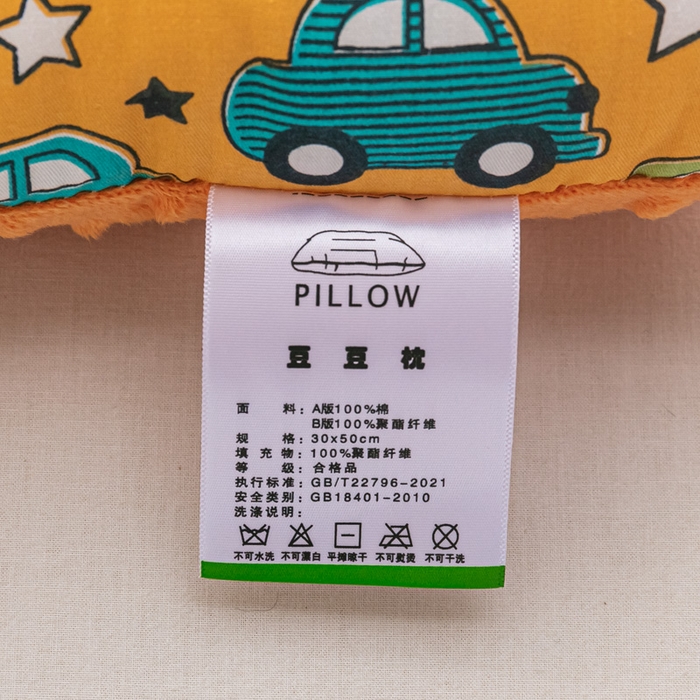 PILLOW
豆豆枕
面料：A版100%棉
B版100%聚酯纤维
规格：30x50cm
填充物：100%聚酯纤维
等级：合格品
执行标准：GB/T22796-2021
安全类别：GB18401-2010
洗涤说明：
不可水洗 不可漂白 平摊晾干 不可熨烫 不可干洗